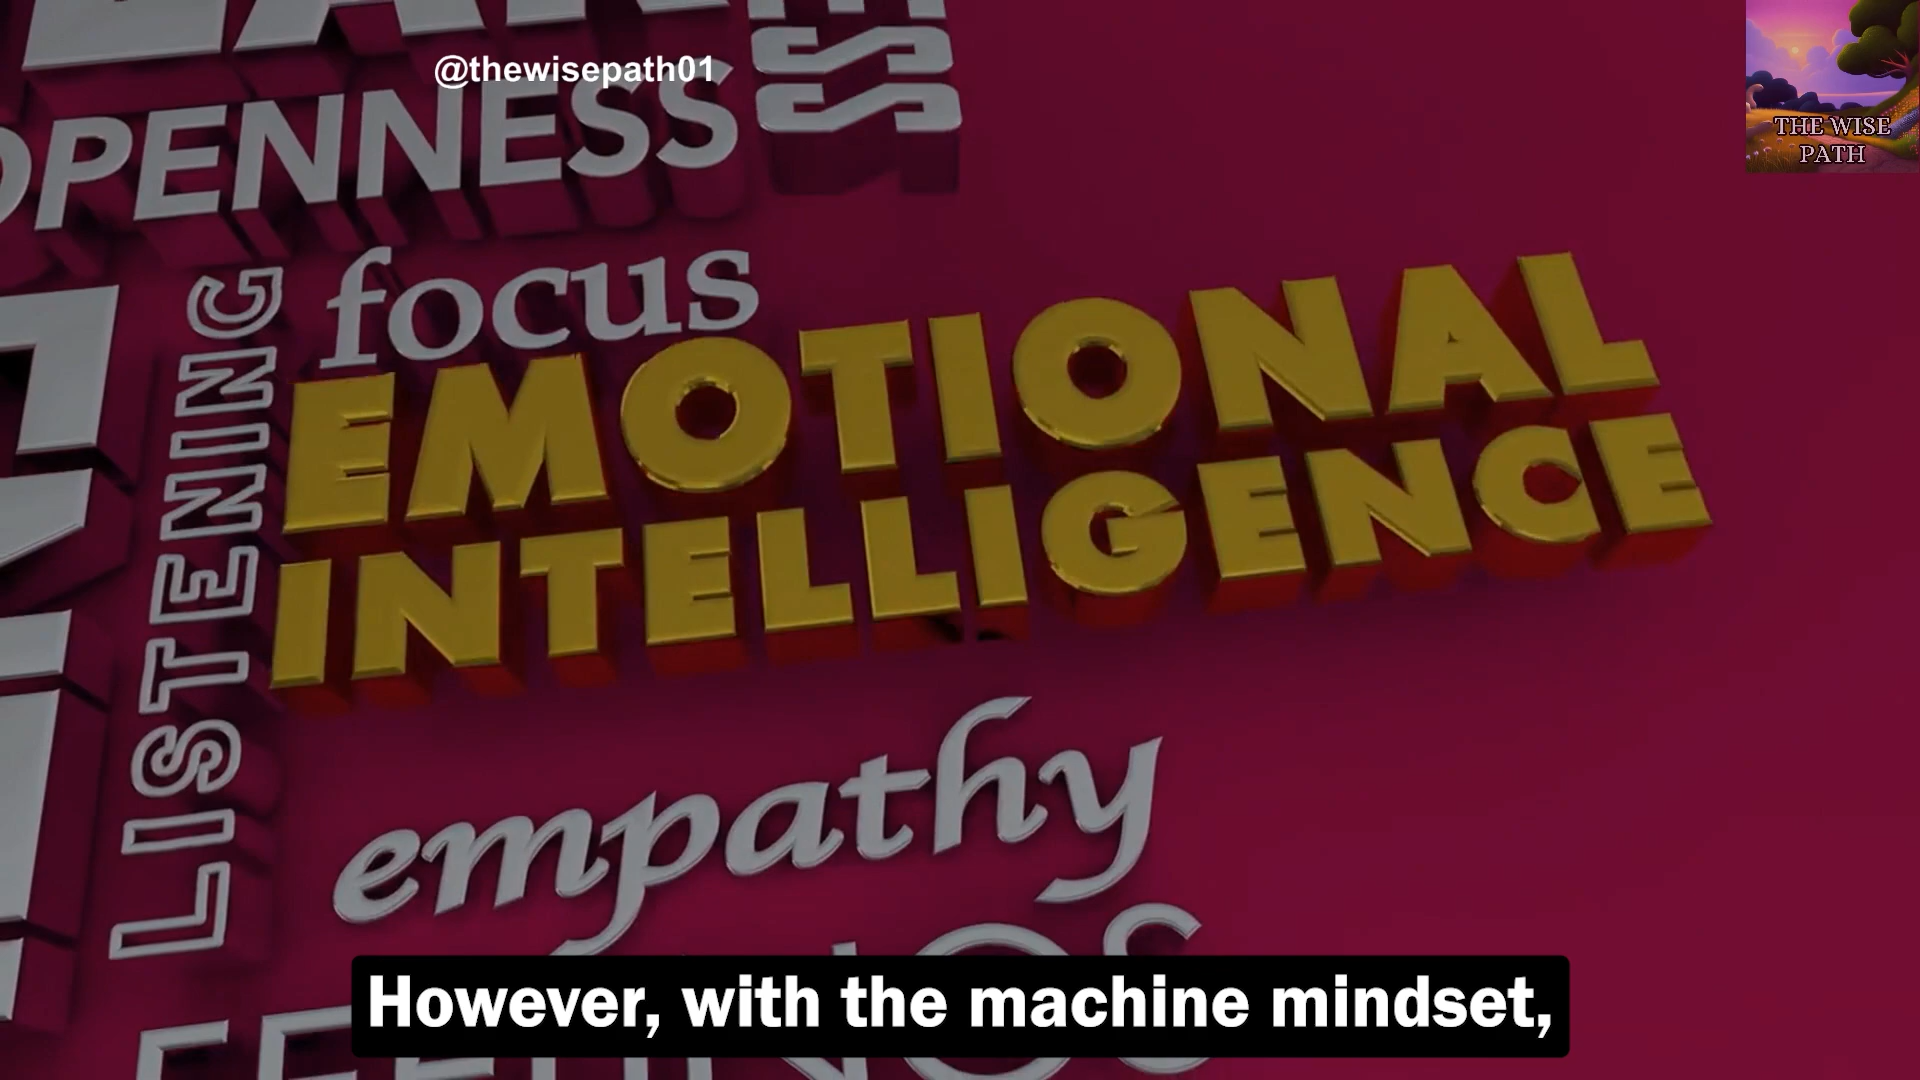 @thewisepath01
THE WISE
PATH
OPENNESS
focus
LISTENING
EMOTIONAL
INTELLIGENCE
empathy
However, with the machine mindset,